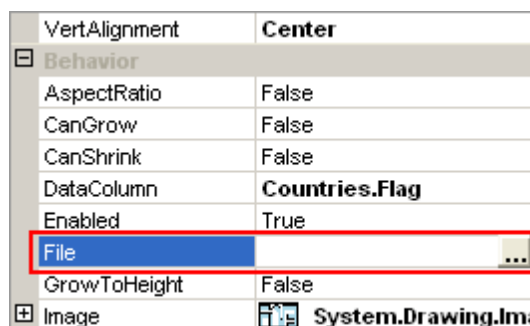 VertAlignment Center
Behavior
AspectRatio False
CanGrow False
CanShrink False
DataColumn Countries.Flag
Enabled True
File ...
GrowToHeight False
Image System.Drawing.Ima